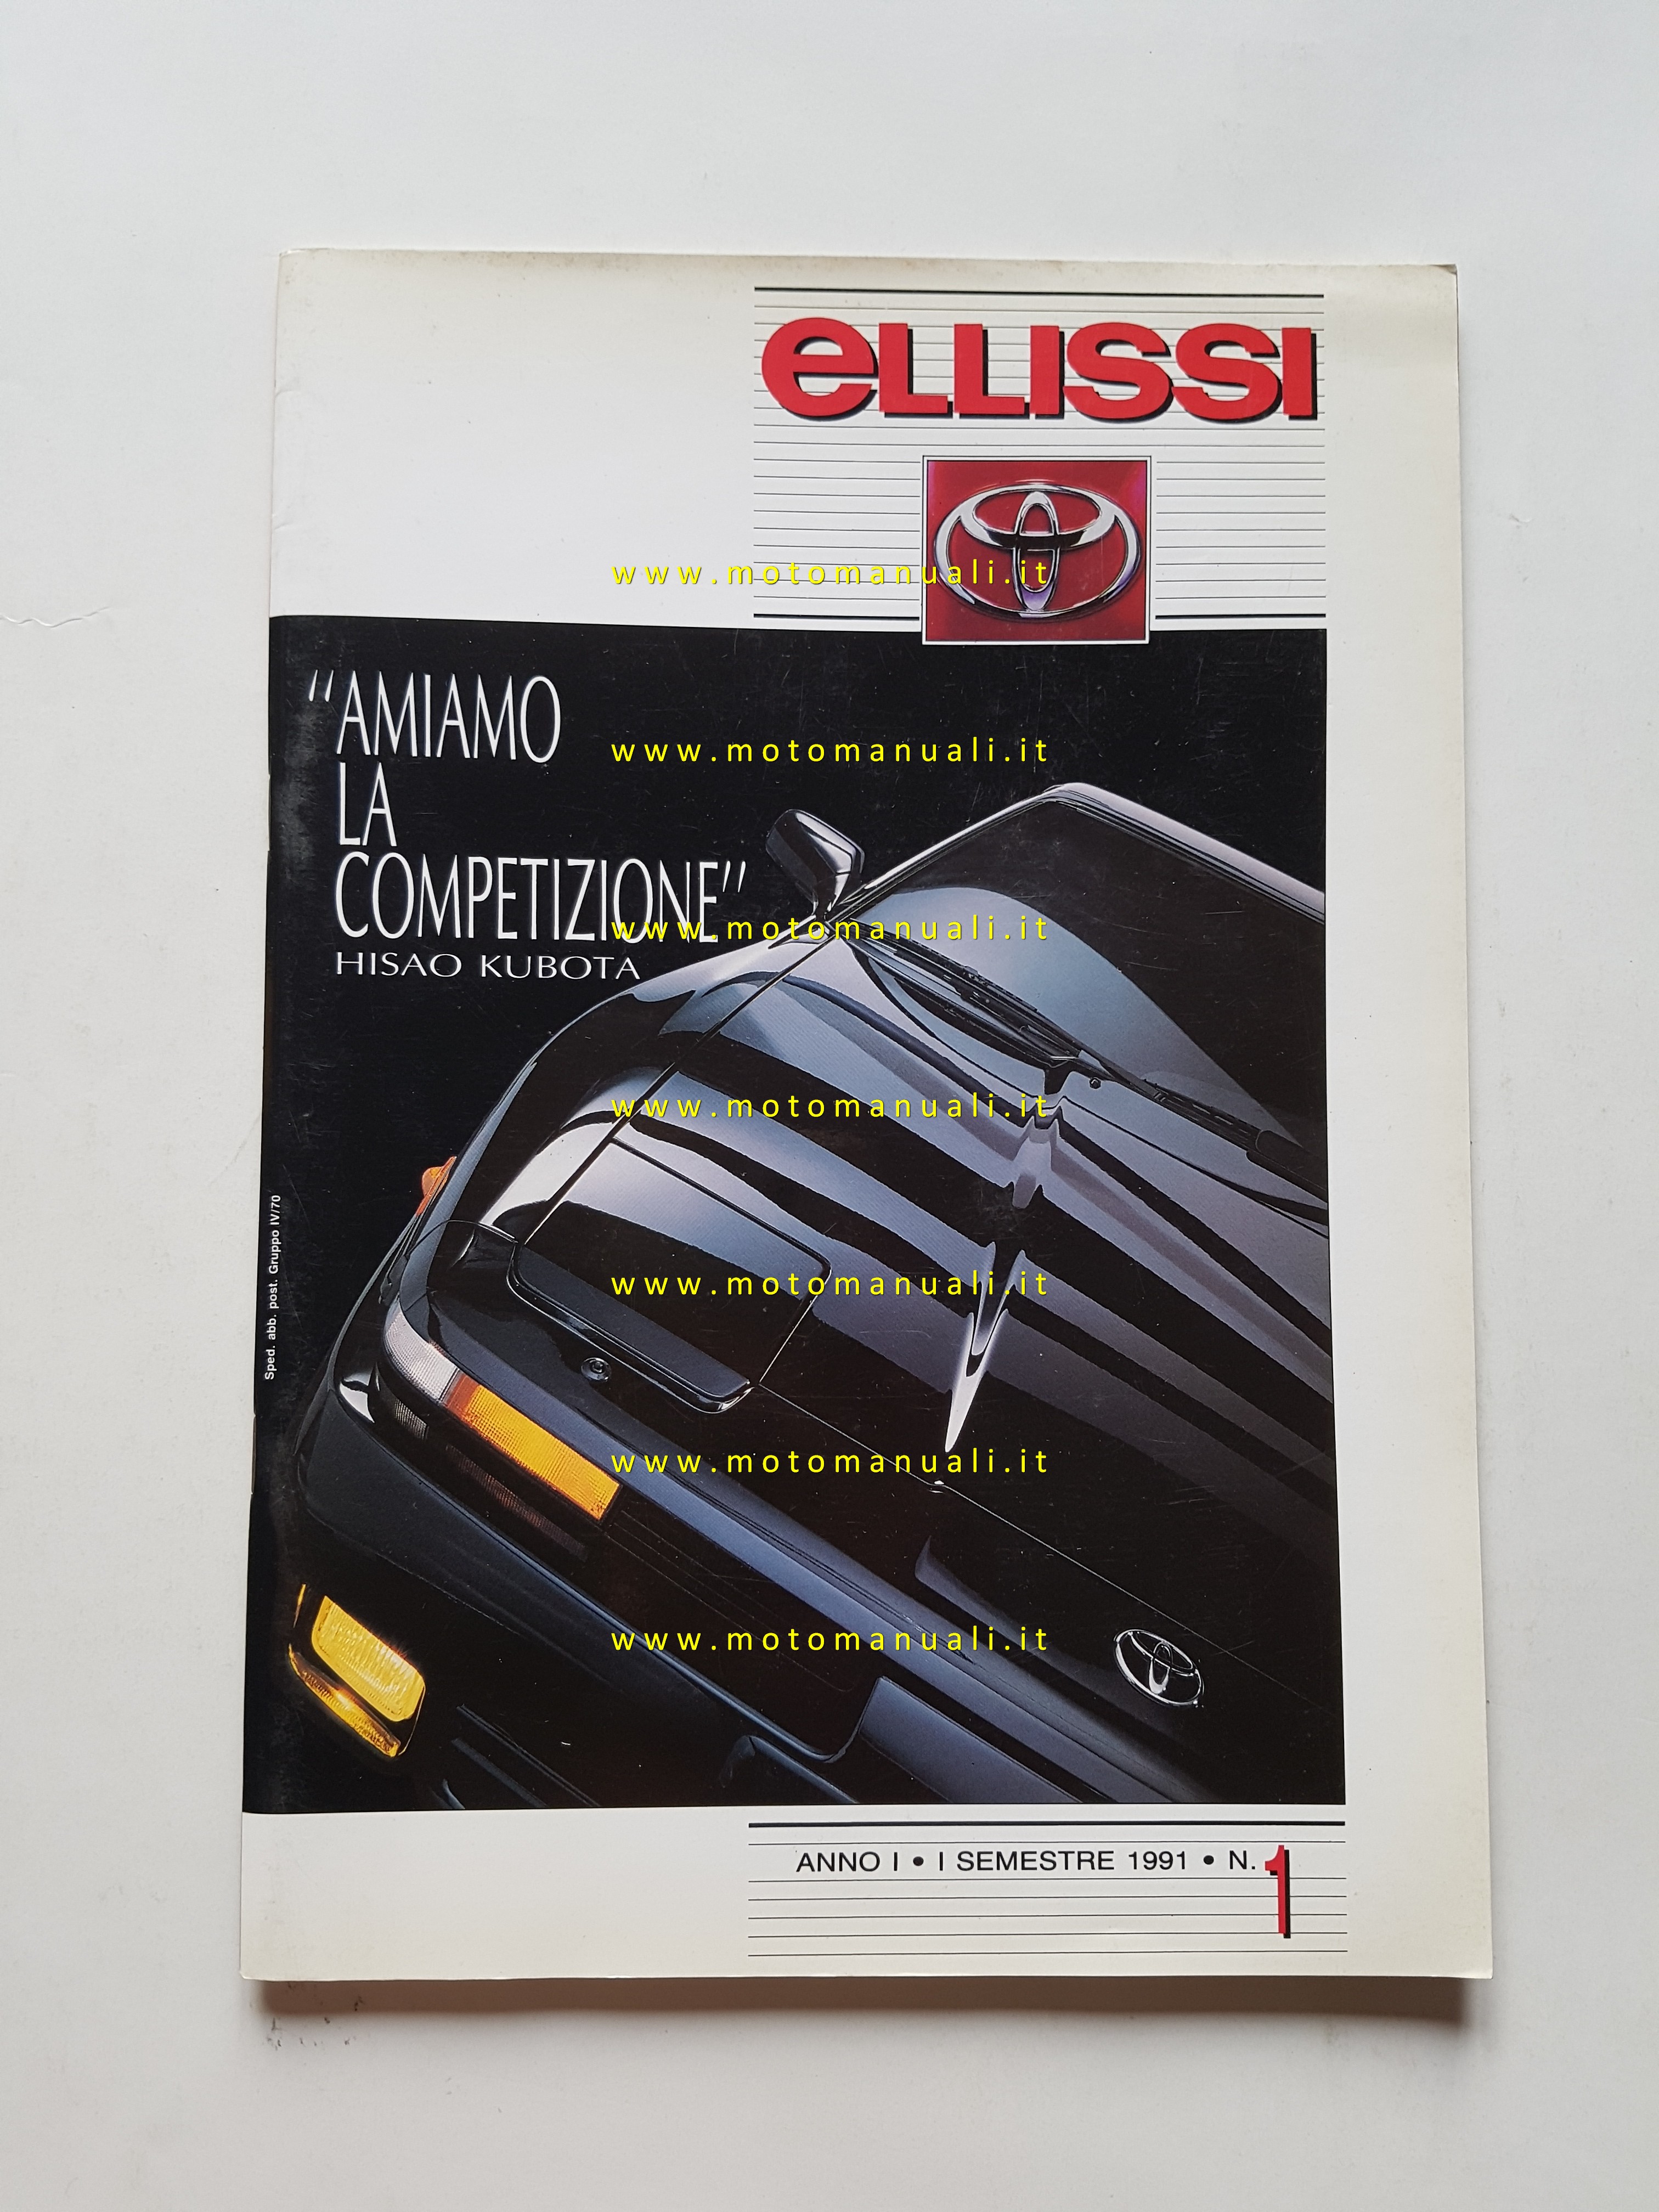 eLLISSI
www.motomanuali.it
"AMIAMO
LA
COMPETIZIONE"
HISAO KUBOTA
www.motomanuali.it
www.motomanuali.it
www.motomanuali.it
Sped. abb. post. Gruppo IV/70
www.motomanuali.it
www.motomanuali.it
www.motomanuali.it
ANNO I • I SEMESTRE 1991 • N. 1